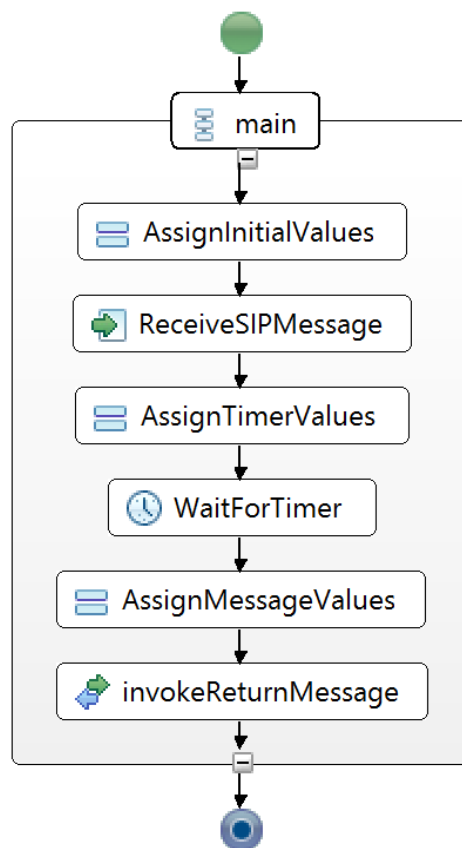 main
AssignInitialValues
ReceiveSIPMessage
AssignTimerValues
WaitForTimer
AssignMessageValues
invokeReturnMessage